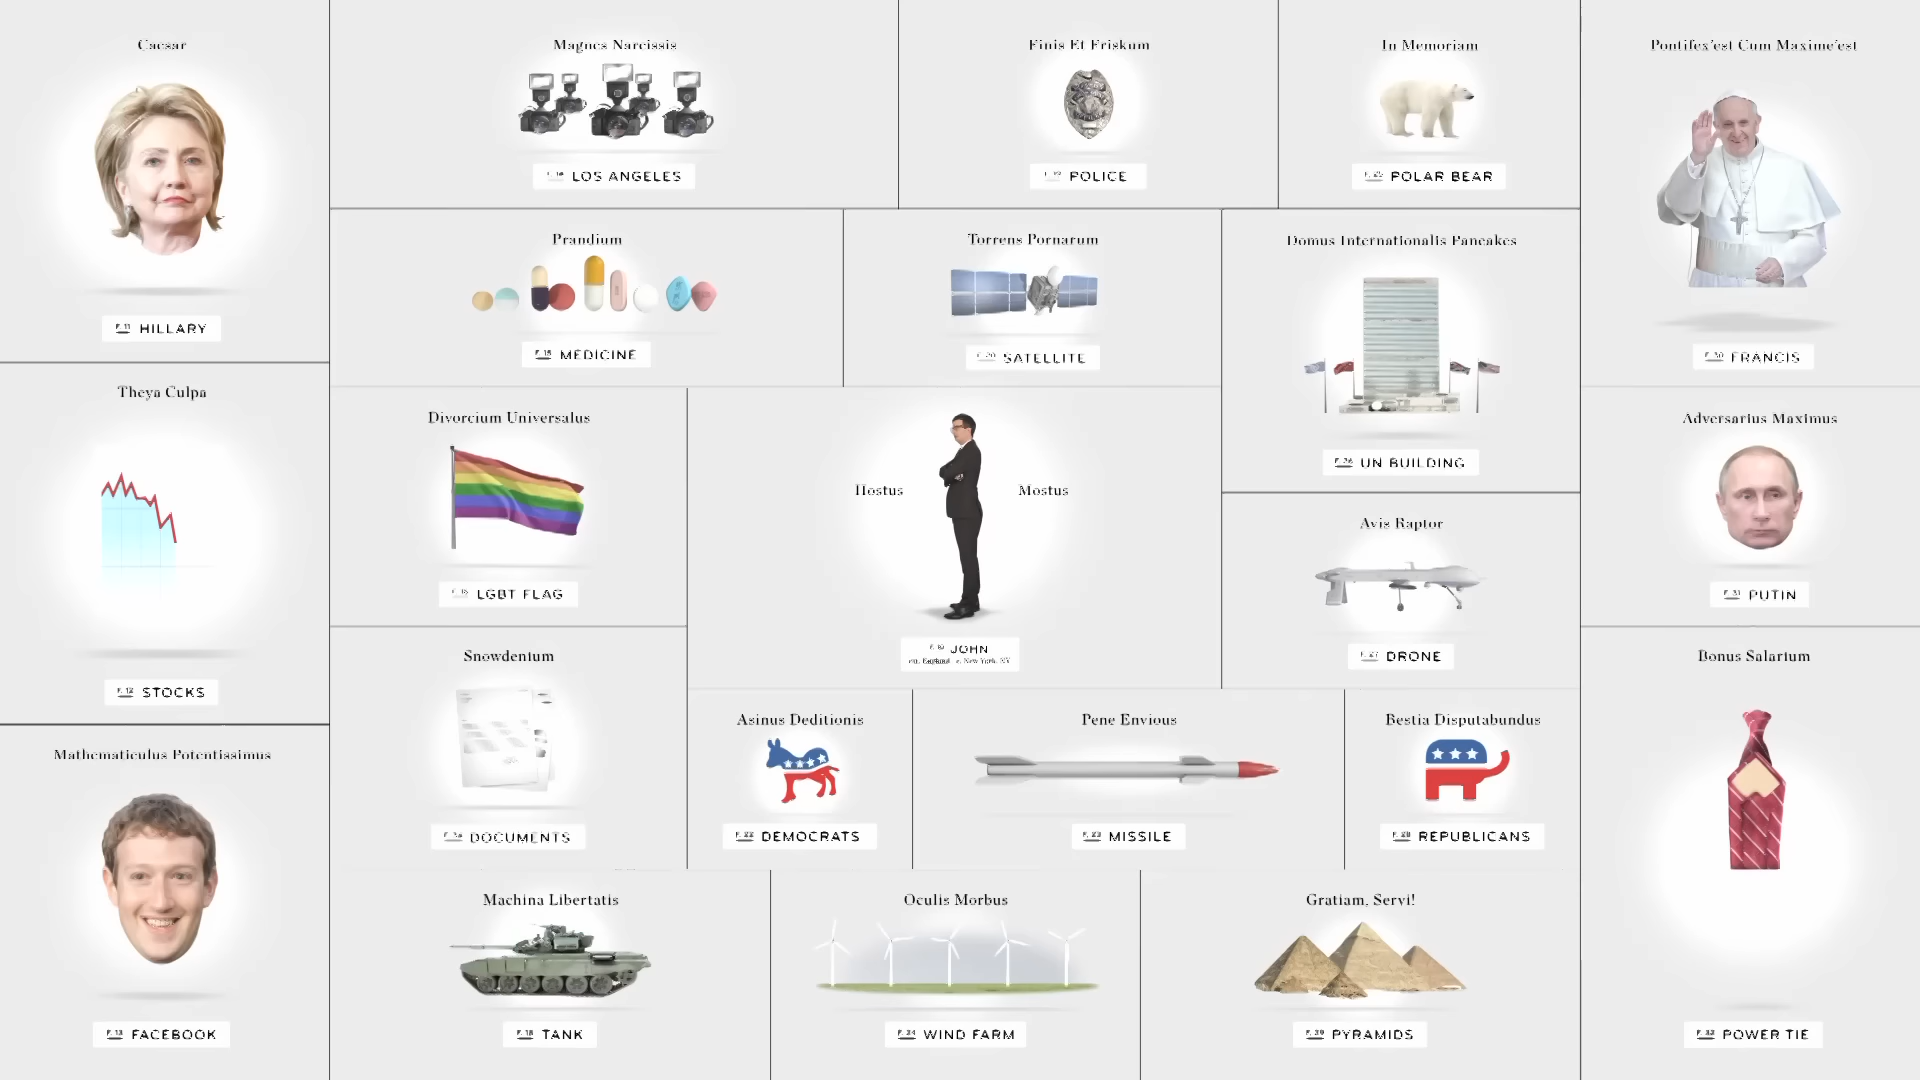 Caesar
HILLARY
Magnes Narcissis
LOS ANGELES
Finis Et Friskum
POLICE
In Memoriam
POLAR BEAR
Pontifex'est Cum Maxime'est
FRANCIS
Prandium
MEDICINE
Torrens Pornarum
SATELLITE
Domus Internationalis Pancakes
UN BUILDING
Theya Culpa
STOCKS
Divorcium Universalus
LGBT FLAG
Hostus
Mostus
JOHN
Avis Raptor
DRONE
Adversarius Maximus
PUTIN
Snowdenium
DOCUMENTS
Asinus Deditionis
DEMOCRATS
Pene Envious
MISSILE
Bestia Disputabundus
REPUBLICANS
Bonus Salarium
POWER TIE
Mathematiculus Potentissimus
FACEBOOK
Machina Libertatis
TANK
Oculis Morbus
WIND FARM
Gratiam, Servi!
PYRAMIDS